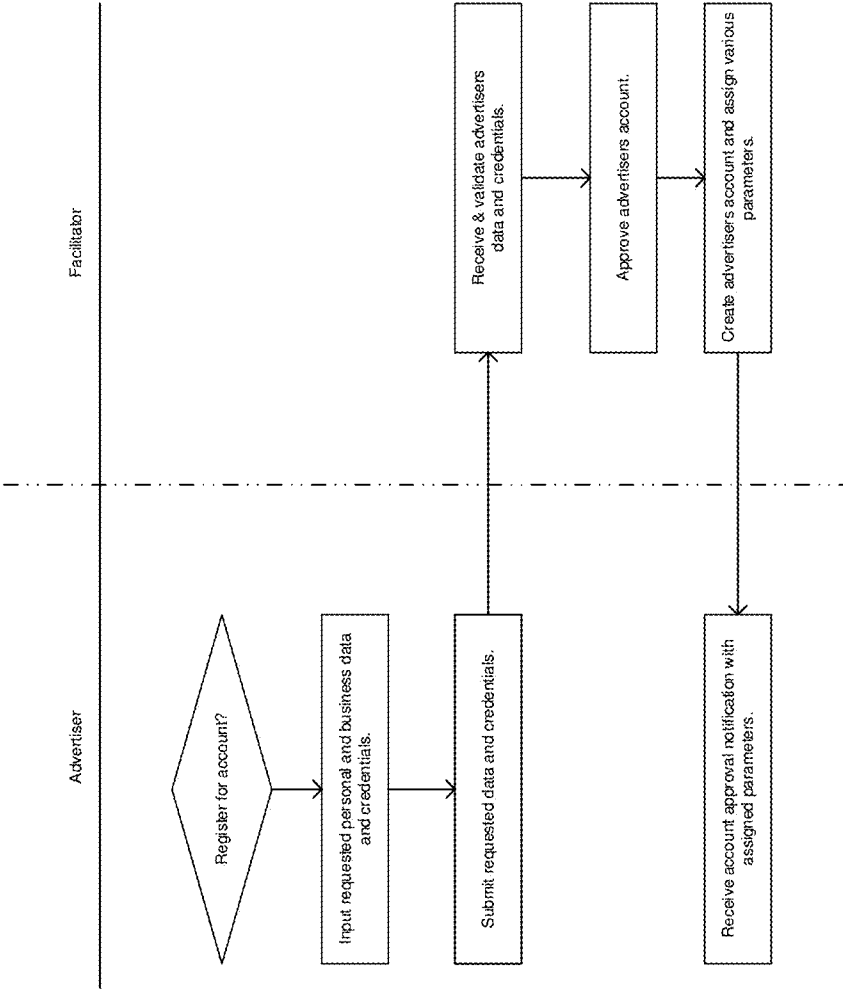 Advertiser
Facilitator
Register for account?
Input requested personal and business data
and credentials.
Submit requested data and credentials.
Receive & validate advertisers
data and credentials.
Approve advertisers account.
Create advertisers account and assign various
parameters.
Receive account approval notification with
assigned parameters.